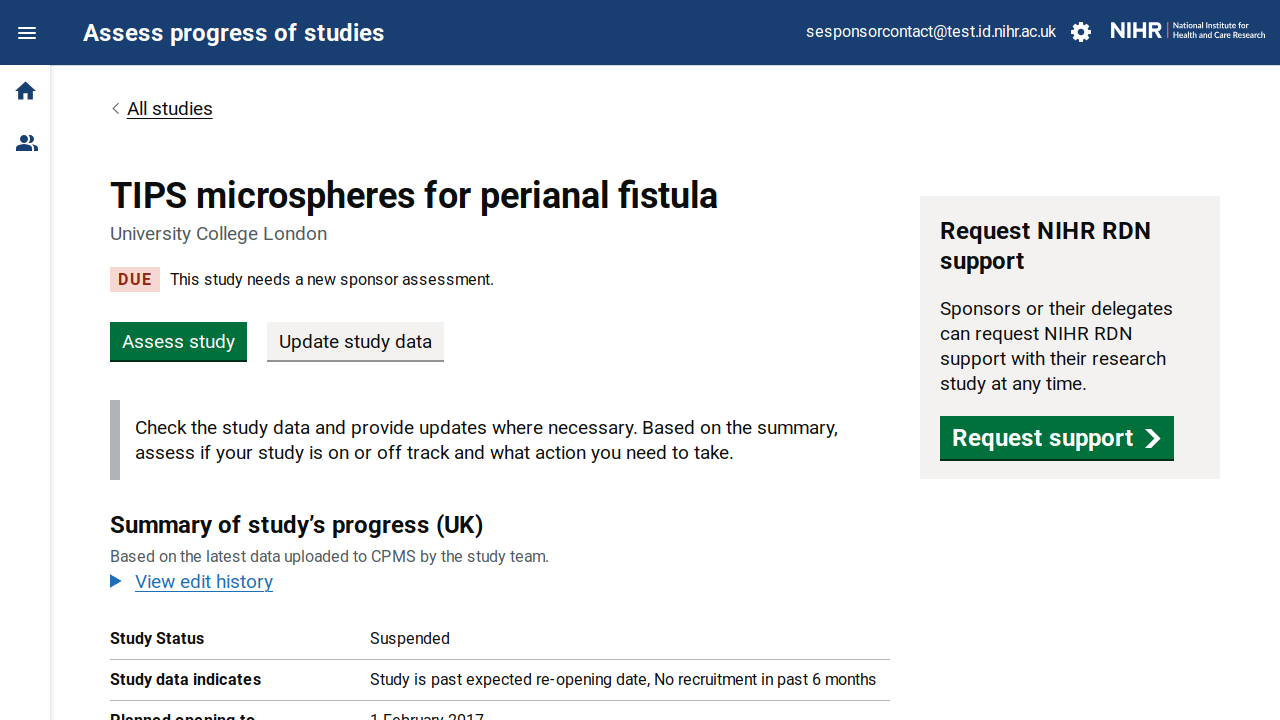 Assess progress of studies
sesponsorcontact@test.id.nihr.ac.uk
NIHR
National Institute for
Health and Care Research
All studies
TIPS microspheres for perianal fistula
University College London
DUE This study needs a new sponsor assessment.
Assess study
Update study data
Check the study data and provide updates where necessary. Based on the summary,
assess if your study is on or off track and what action you need to take.
Summary of study’s progress (UK)
Based on the latest data uploaded to CPMS by the study team.
View edit history
Study Status Suspended
Study data indicates Study is past expected re-opening date, No recruitment in past 6 months
Planned opening to 1 February 2017
Request NIHR RDN
support
Sponsors or their delegates
can request NIHR RDN
support with their research
study at any time.
Request support